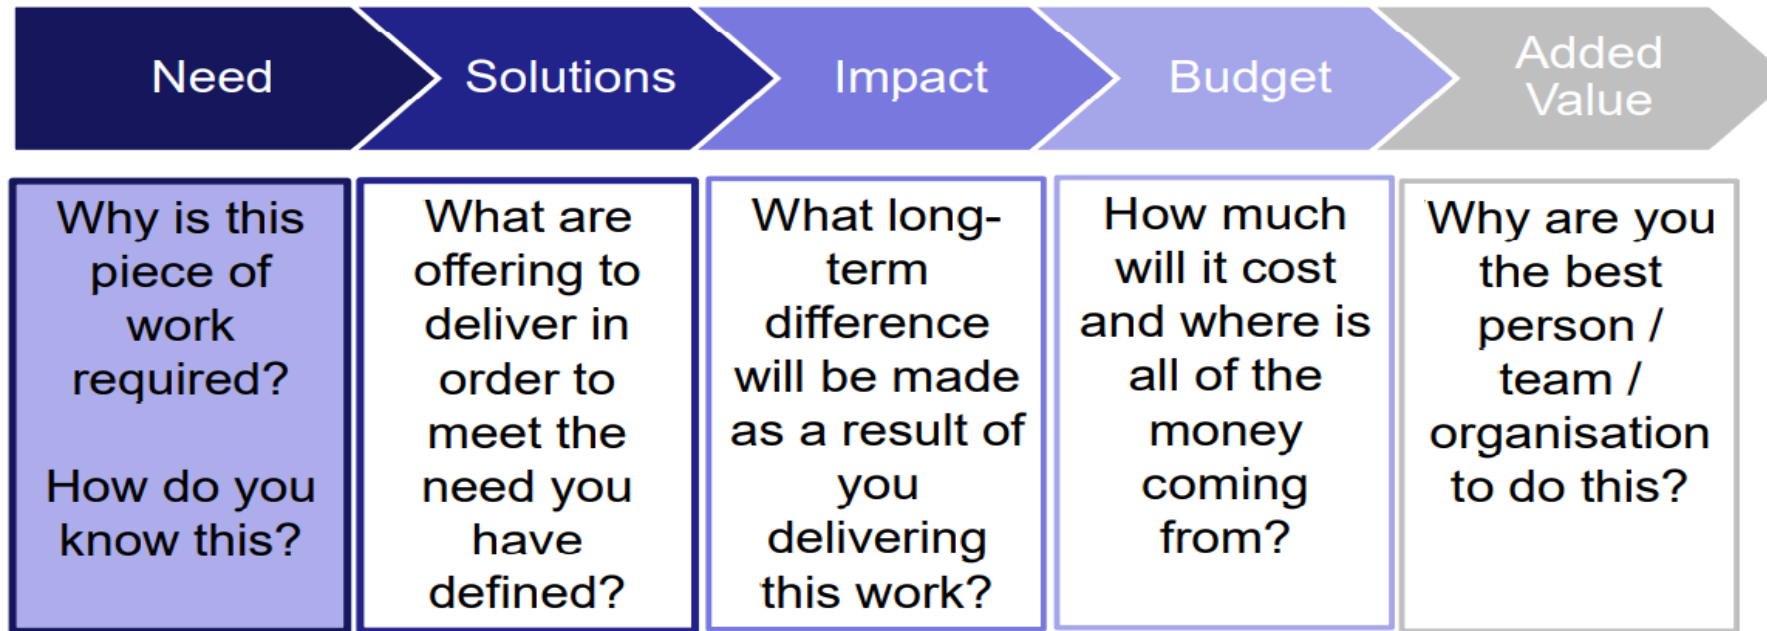 Need
Solutions
Impact
Budget
Added
Value
Why is this
piece of
work
required?
How do you
know this?
What are
offering to
deliver in
order to
meet the
need you
have
defined?
What long-
term
difference
will be made
as a result of
you
delivering
this work?
How much
will it cost
and where is
all of the
money
coming
from?
Why are you
the best
person /
team /
organisation
to do this?